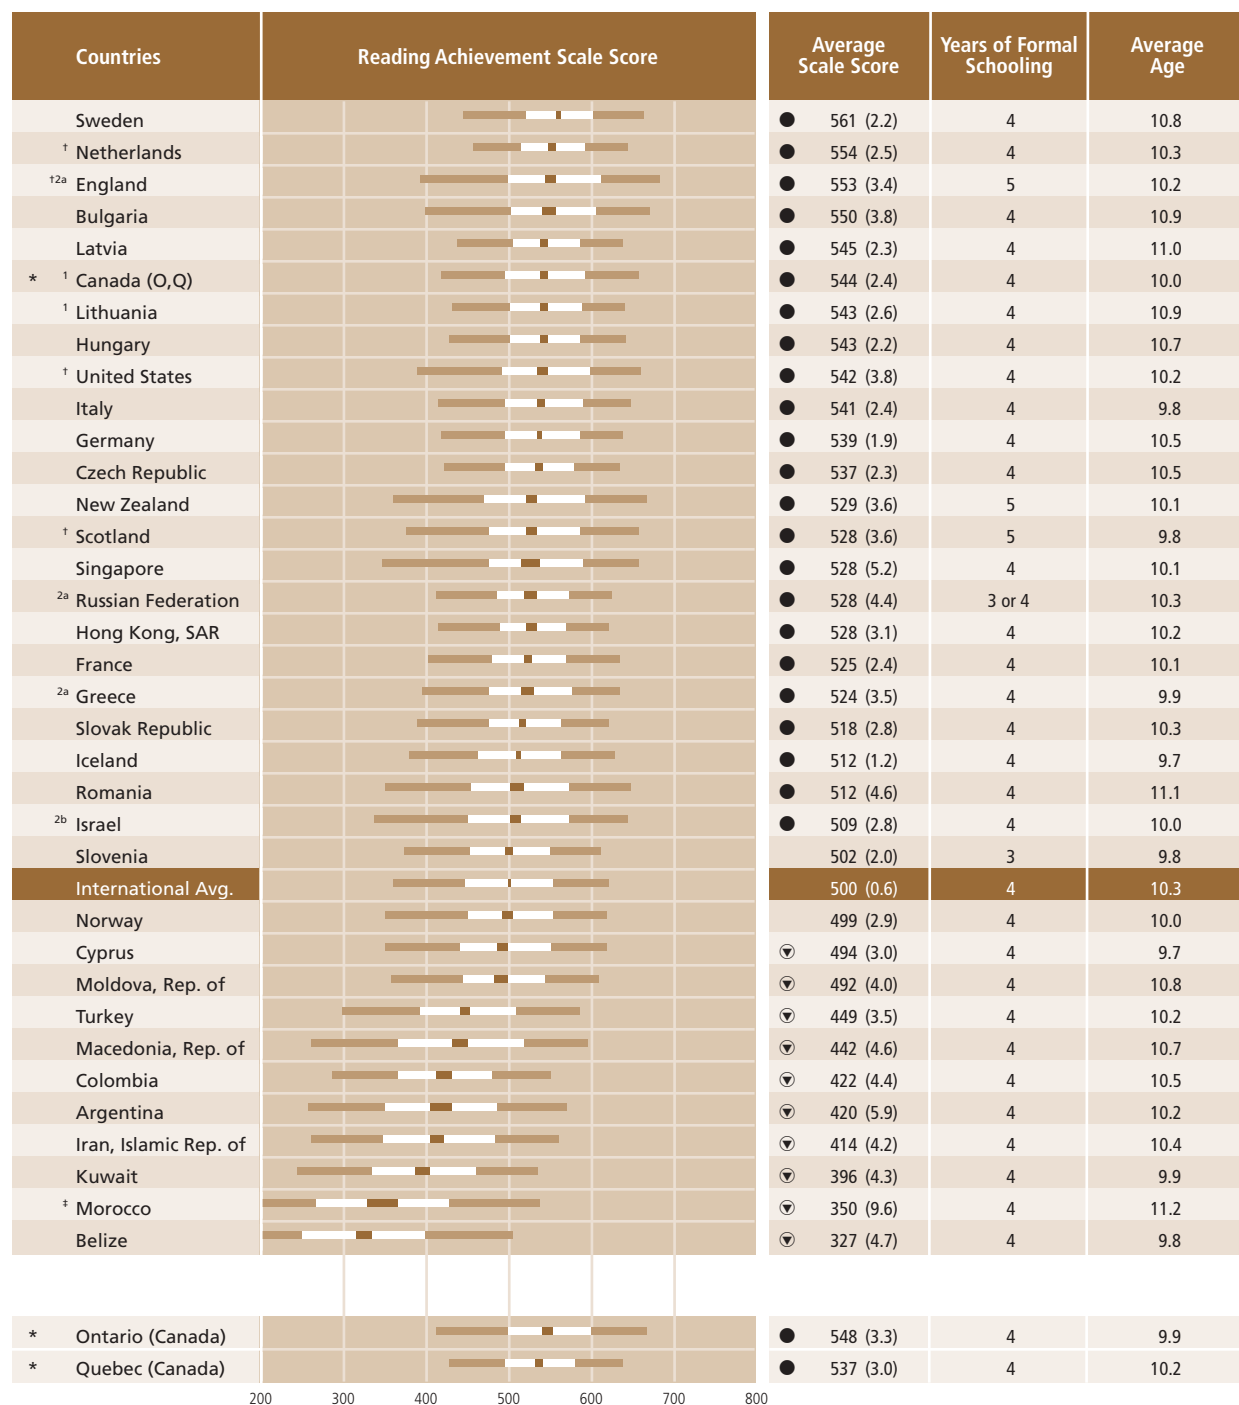 Countries Reading Achievement Scale Score Average Scale Score Years of Formal Schooling Average Age
Sweden ● 561 (2.2) 4 10.8
† Netherlands ● 554 (2.5) 4 10.3
†2a England ● 553 (3.4) 5 10.2
Bulgaria ● 550 (3.8) 4 10.9
Latvia ● 545 (2.3) 4 11.0
* 1 Canada (O,Q) ● 544 (2.4) 4 10.0
1 Lithuania ● 543 (2.6) 4 10.9
Hungary ● 543 (2.2) 4 10.7
† United States ● 542 (3.8) 4 10.2
Italy ● 541 (2.4) 4 9.8
Germany ● 539 (1.9) 4 10.5
Czech Republic ● 537 (2.3) 4 10.5
New Zealand ● 529 (3.6) 5 10.1
† Scotland ● 528 (3.6) 5 9.8
Singapore ● 528 (5.2) 4 10.1
2a Russian Federation ● 528 (4.4) 3 or 4 10.3
Hong Kong, SAR ● 528 (3.1) 4 10.2
France ● 525 (2.4) 4 10.1
2a Greece ● 524 (3.5) 4 9.9
Slovak Republic ● 518 (2.8) 4 10.3
Iceland ● 512 (1.2) 4 9.7
Romania ● 512 (4.6) 4 11.1
2b Israel ● 509 (2.8) 4 10.0
Slovenia 502 (2.0) 3 9.8
International Avg. 500 (0.6) 4 10.3
Norway 499 (2.9) 4 10.0
Cyprus 494 (3.0) 4 9.7
Moldova, Rep. of 492 (4.0) 4 10.8
Turkey 449 (3.5) 4 10.2
Macedonia, Rep. of 442 (4.6) 4 10.7
Colombia 422 (4.4) 4 10.5
Argentina 420 (5.9) 4 10.2
Iran, Islamic Rep. of 414 (4.2) 4 10.4
Kuwait 396 (4.3) 4 9.9
‡ Morocco 350 (9.6) 4 11.2
Belize 327 (4.7) 4 9.8
* Ontario (Canada) ● 548 (3.3) 4 9.9
* Quebec (Canada) ● 537 (3.0) 4 10.2
200 300 400 500 600 700 800